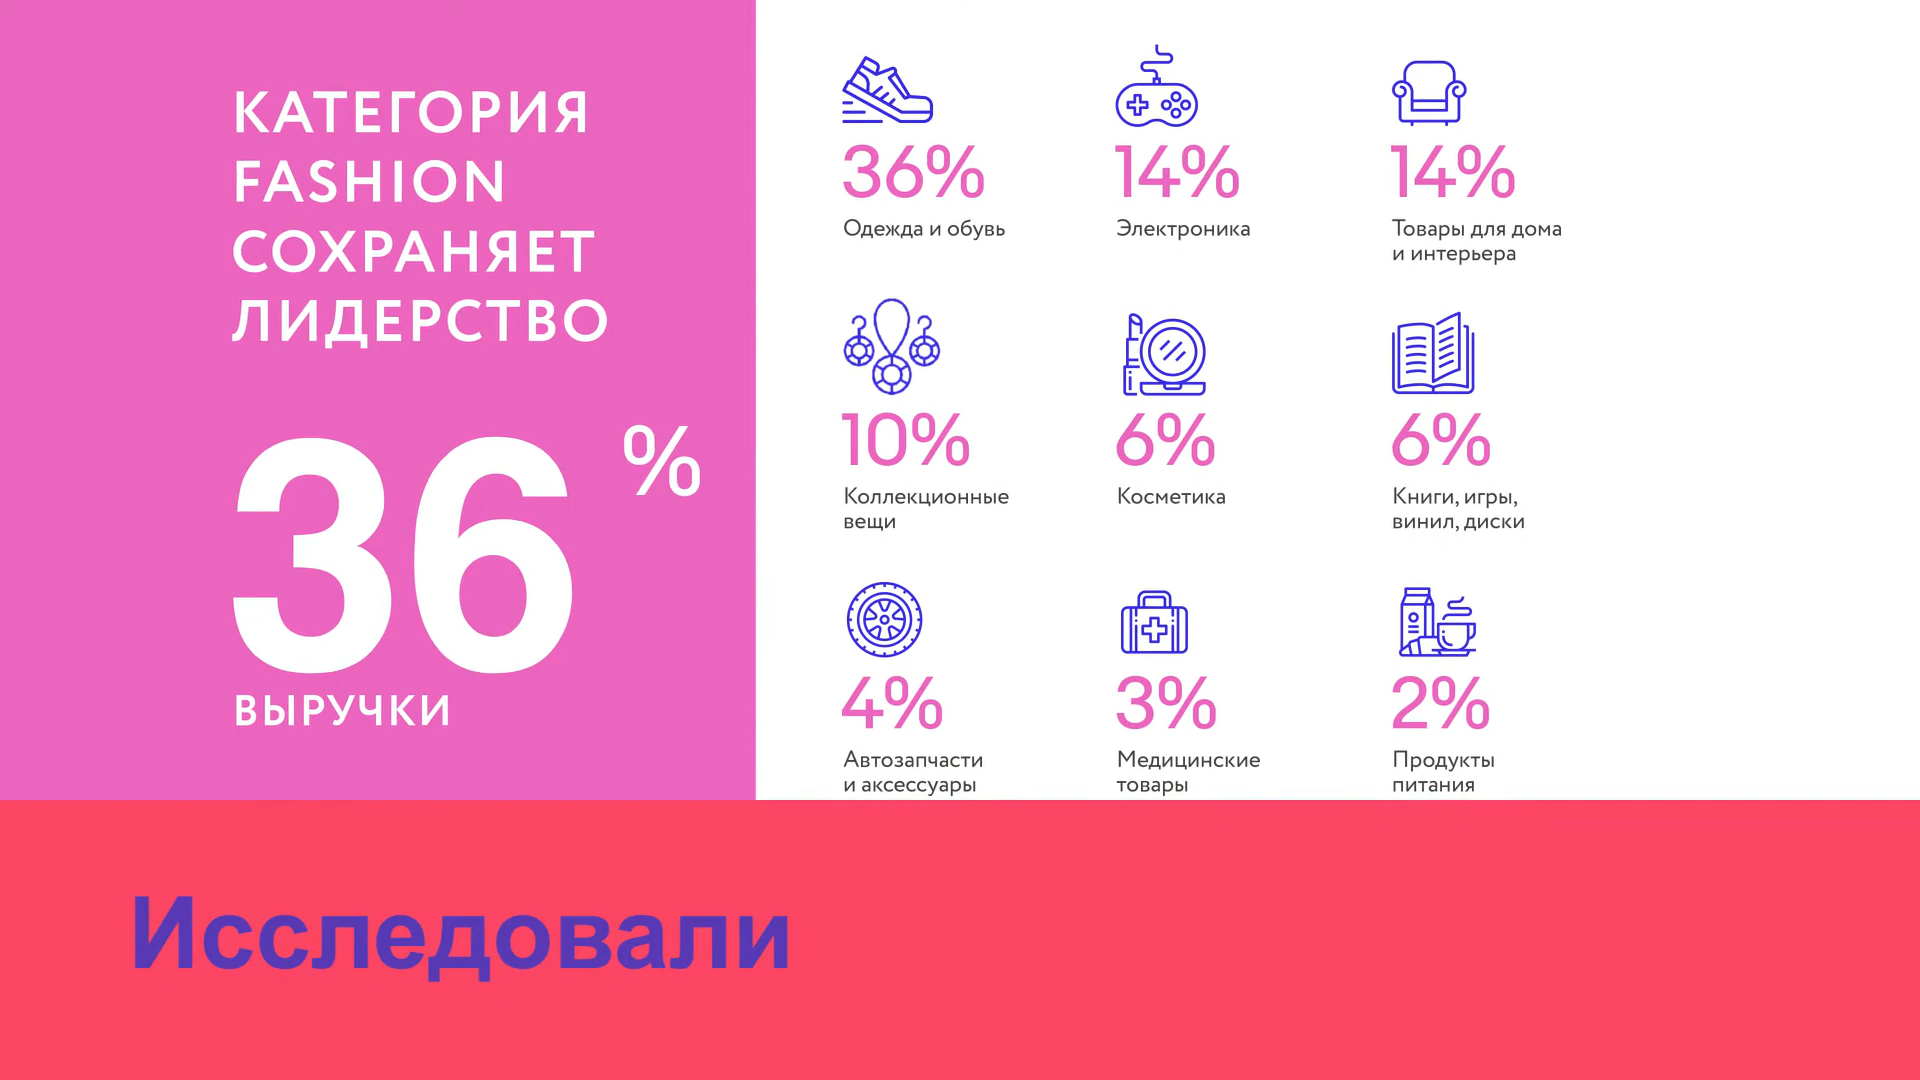 КАТЕГОРИЯ
FASHION
СОХРАНЯЕТ
ЛИДЕРСТВО
36 %
ВЫРУЧКИ
36%
Одежда и обувь
14%
Электроника
14%
Товары для дома
и интерьера
10%
Коллекционные
вещи
6%
Косметика
6%
Книги, игры,
винил, диски
4%
Автозапчасти
и аксессуары
3%
Медицинские
товары
2%
Продукты
питания
Исследовали